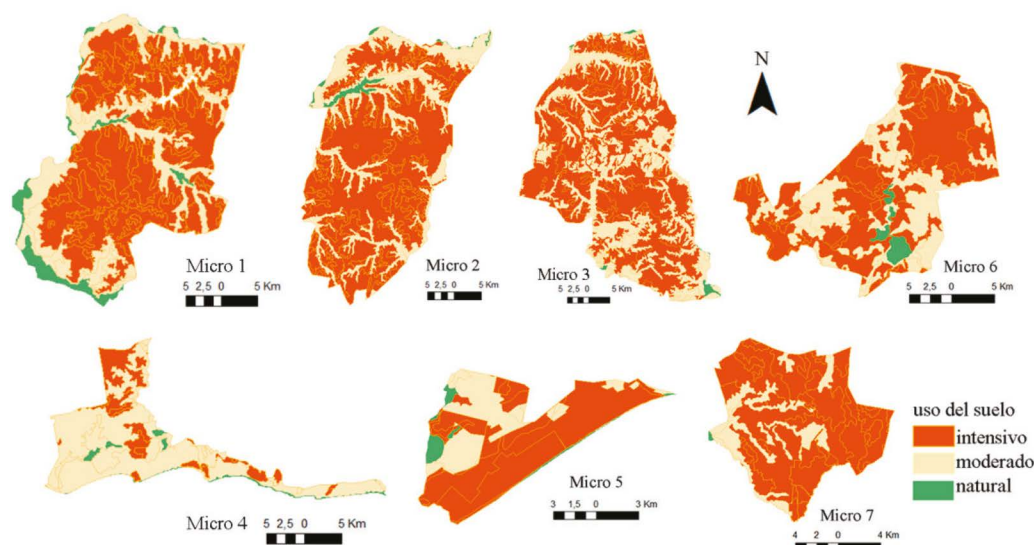 N
Micro 1
5 2,5 0 5 Km
Micro 2
5 2,5 0 5 Km
Micro 3
5 2,5 0 5 Km
Micro 6
5 2,5 0 5 Km
Micro 4
5 2,5 0 5 Km
Micro 5
3 1,5 0 3 Km
Micro 7
4 2 0 4 Km
uso del suelo
intensivo
moderado
natural